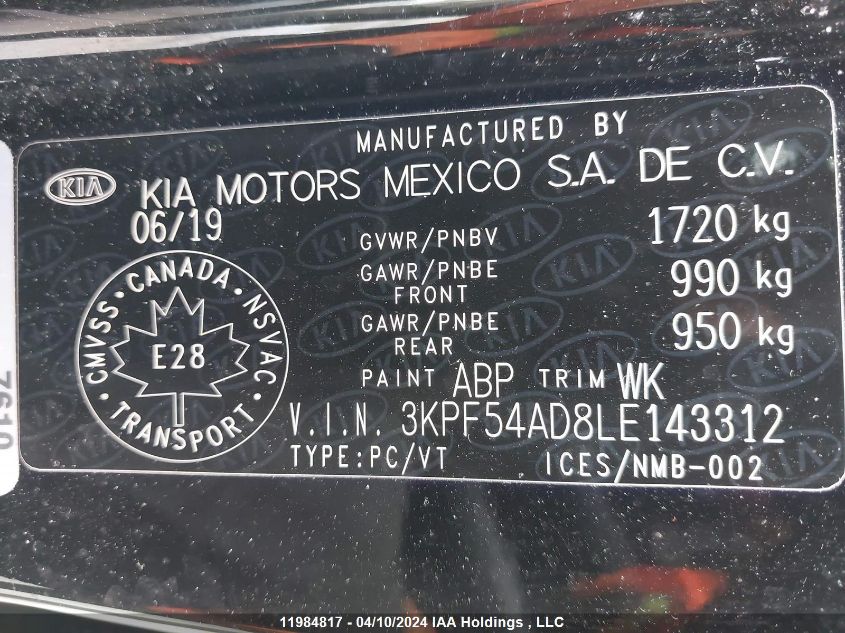 MANUFACTURED BY
KIA KIA MOTORS MEXICO S.A. DE C.V.
06/19
GVWR/PNBV 1720 kg
GAWR/PNBE FRONT 990 kg
GAWR/PNBE REAR 950 kg
CMVSS • CANADA • NSVAC • TRANSPORT •
E28
PAINT ABP TRIM WK
V.I.N. 3KPF54AD8LE143312
TYPE:PC/VT ICES/NMB-002
11984817 - 04/10/2024 IAA Holdings , LLC